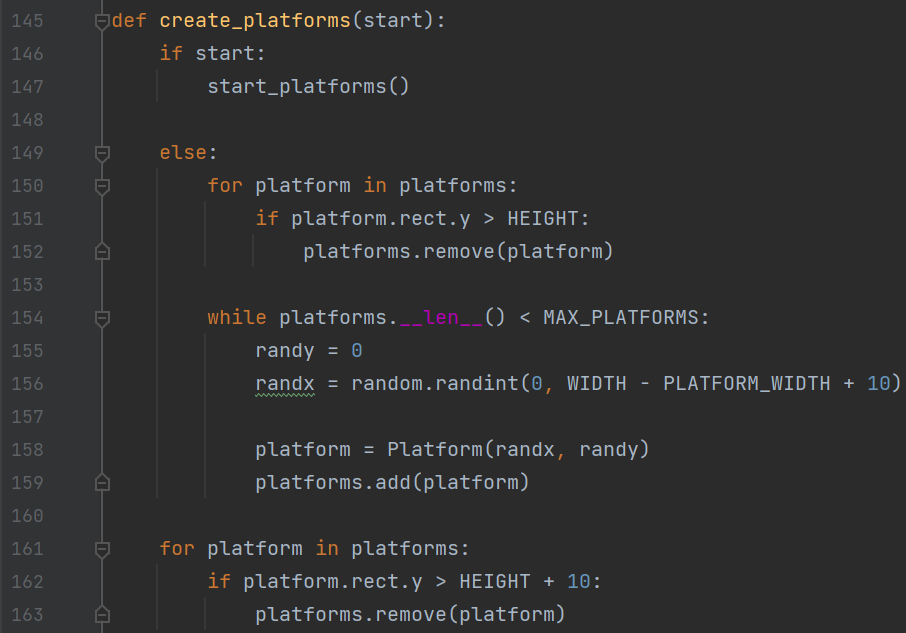 145 def create_platforms(start):
146     if start:
147         start_platforms()
148
149     else:
150         for platform in platforms:
151             if platform.rect.y > HEIGHT:
152                 platforms.remove(platform)
153
154         while platforms.__len__() < MAX_PLATFORMS:
155             randy = 0
156             randx = random.randint(0, WIDTH - PLATFORM_WIDTH + 10)
157
158             platform = Platform(randx, randy)
159             platforms.add(platform)
160
161     for platform in platforms:
162         if platform.rect.y > HEIGHT + 10:
163             platforms.remove(platform)